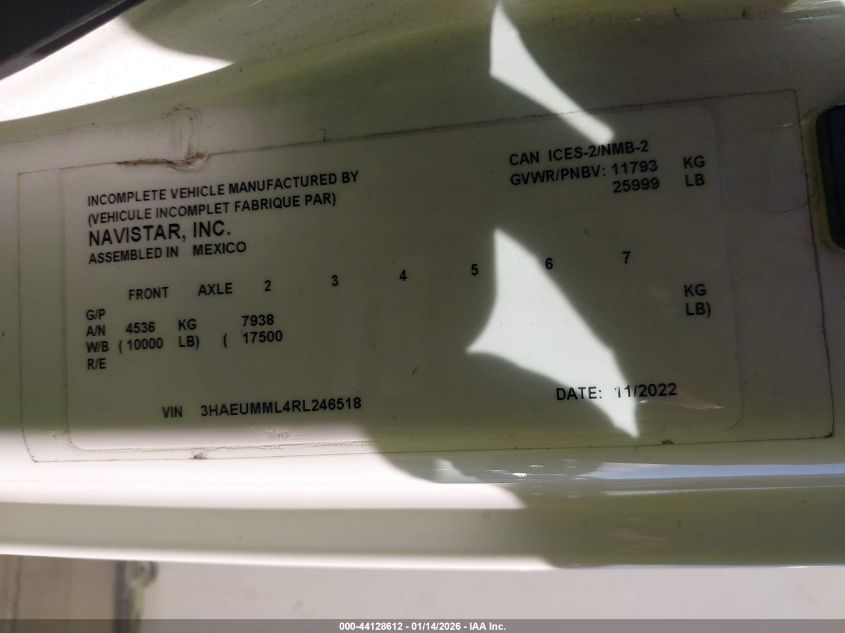 INCOMPLETE VEHICLE MANUFACTURED BY
(VEHICULE INCOMPLET FABRIQUE PAR)
NAVISTAR, INC.
ASSEMBLED IN MEXICO
CAN ICES-2/NMB-2
GVWR/PNBV: 11793 KG
25999 LB
FRONT AXLE 2 3 4 5 6 7
G/P
A/N 4536 KG 7938 KG
W/B (10000 LB) ( 17500 LB)
R/E
VIN 3HAEUMML4RL246518
DATE: 11/2022
000-44128612 - 01/14/2026 - IAA Inc.